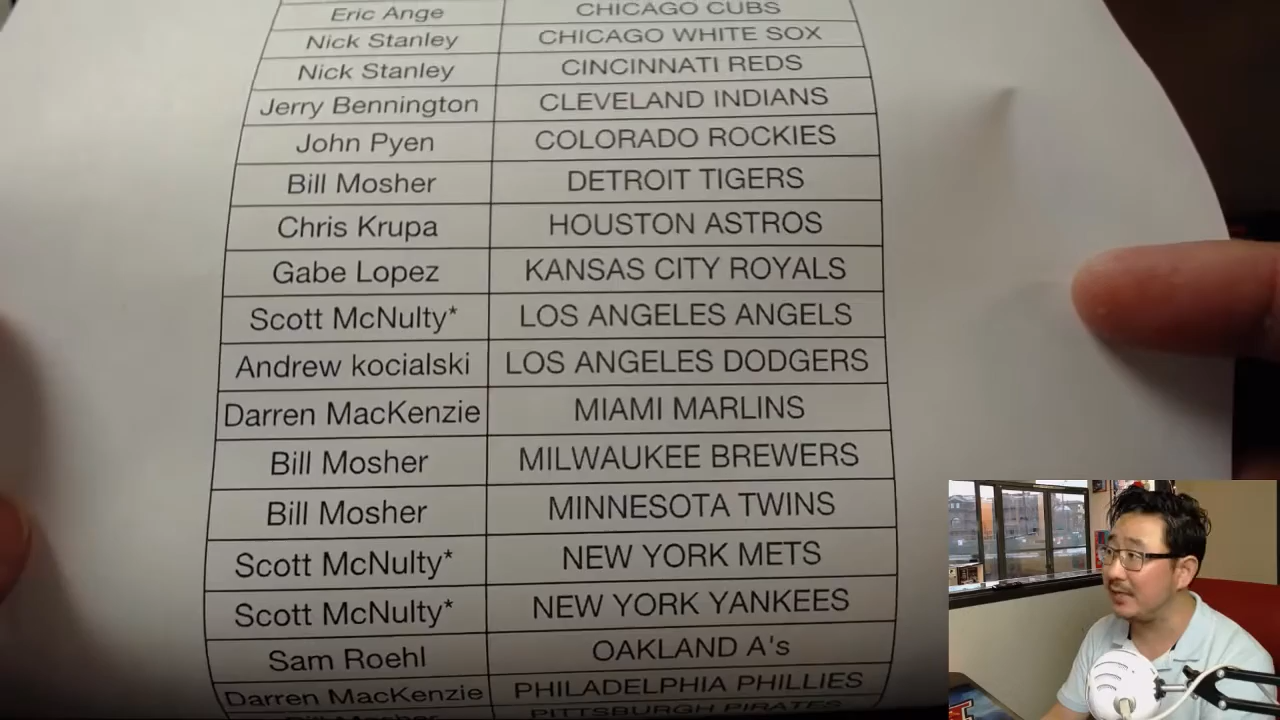 Eric Ange CHICAGO CUBS
Nick Stanley CHICAGO WHITE SOX
Nick Stanley CINCINNATI REDS
Jerry Bennington CLEVELAND INDIANS
John Pyen COLORADO ROCKIES
Bill Mosher DETROIT TIGERS
Chris Krupa HOUSTON ASTROS
Gabe Lopez KANSAS CITY ROYALS
Scott McNulty* LOS ANGELES ANGELS
Andrew kocialski LOS ANGELES DODGERS
Darren MacKenzie MIAMI MARLINS
Bill Mosher MILWAUKEE BREWERS
Bill Mosher MINNESOTA TWINS
Scott McNulty* NEW YORK METS
Scott McNulty* NEW YORK YANKEES
Sam Roehl OAKLAND A's
Darren MacKenzie PHILADELPHIA PHILLIES
Bill Mosher PITTSBURGH PIRATES